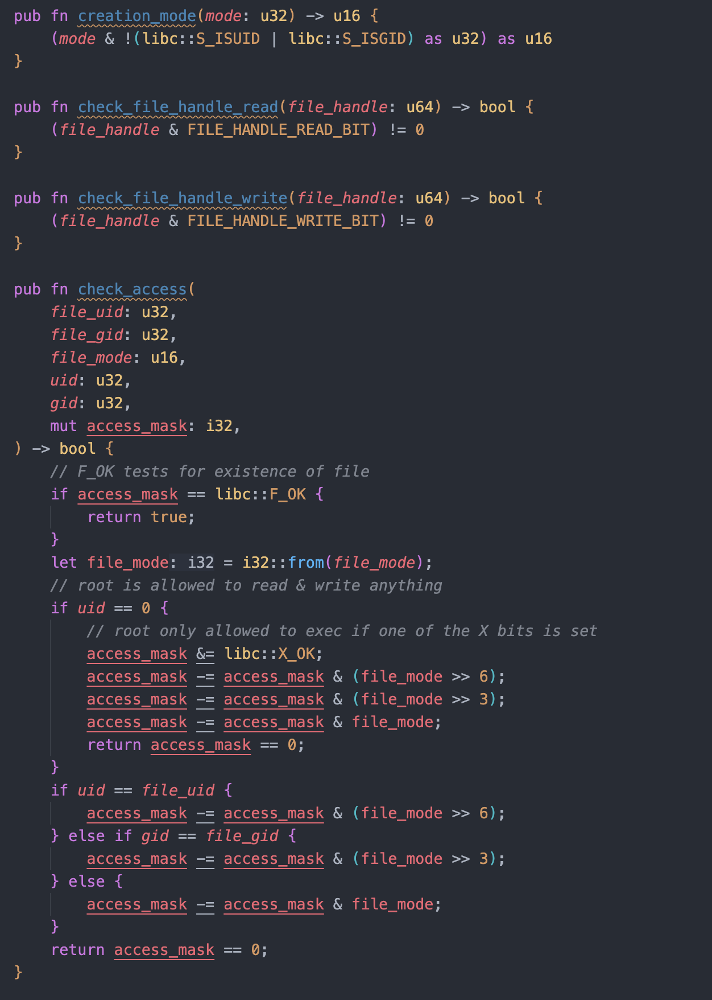 pub fn creation_mode(mode: u32) -> u16 {
    (mode & !(libc::S_ISUID | libc::S_ISGID) as u32) as u16
}

pub fn check_file_handle_read(file_handle: u64) -> bool {
    (file_handle & FILE_HANDLE_READ_BIT) != 0
}

pub fn check_file_handle_write(file_handle: u64) -> bool {
    (file_handle & FILE_HANDLE_WRITE_BIT) != 0
}

pub fn check_access(
    file_uid: u32,
    file_gid: u32,
    file_mode: u16,
    uid: u32,
    gid: u32,
    mut access_mask: i32,
) -> bool {
    // F_OK tests for existence of file
    if access_mask == libc::F_OK {
        return true;
    }
    let file_mode: i32 = i32::from(file_mode);
    // root is allowed to read & write anything
    if uid == 0 {
        // root only allowed to exec if one of the X bits is set
        access_mask &= libc::X_OK;
        access_mask -= access_mask & (file_mode >> 6);
        access_mask -= access_mask & (file_mode >> 3);
        access_mask -= access_mask & file_mode;
        return access_mask == 0;
    }
    if uid == file_uid {
        access_mask -= access_mask & (file_mode >> 6);
    } else if gid == file_gid {
        access_mask -= access_mask & (file_mode >> 3);
    } else {
        access_mask -= access_mask & file_mode;
    }
    return access_mask == 0;
}